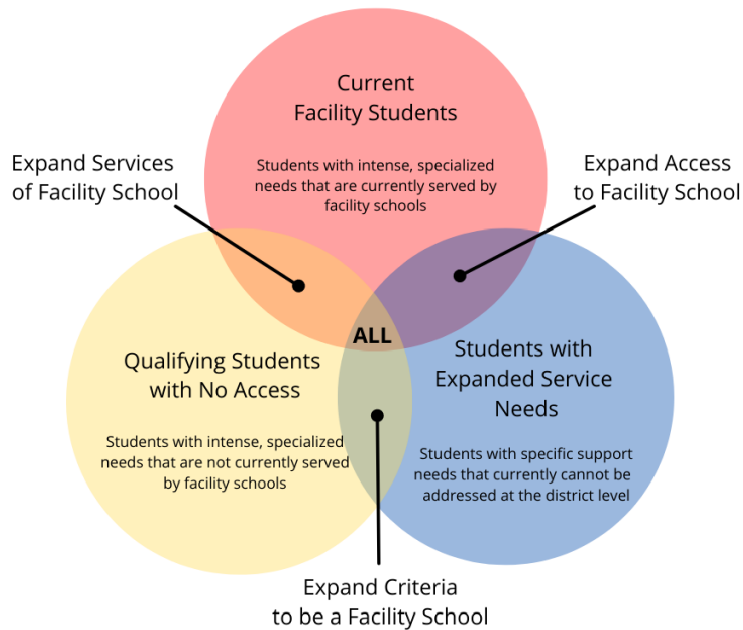 Current
Facility Students
Students with intense, specialized
needs that are currently served by
facility schools
Expand Services
of Facility School
Expand Access
to Facility School
ALL
Qualifying Students
with No Access
Students with intense, specialized
needs that are not currently served
by facility schools
Students with
Expanded Service
Needs
Students with specific support
needs that currently cannot be
addressed at the district level
Expand Criteria
to be a Facility School